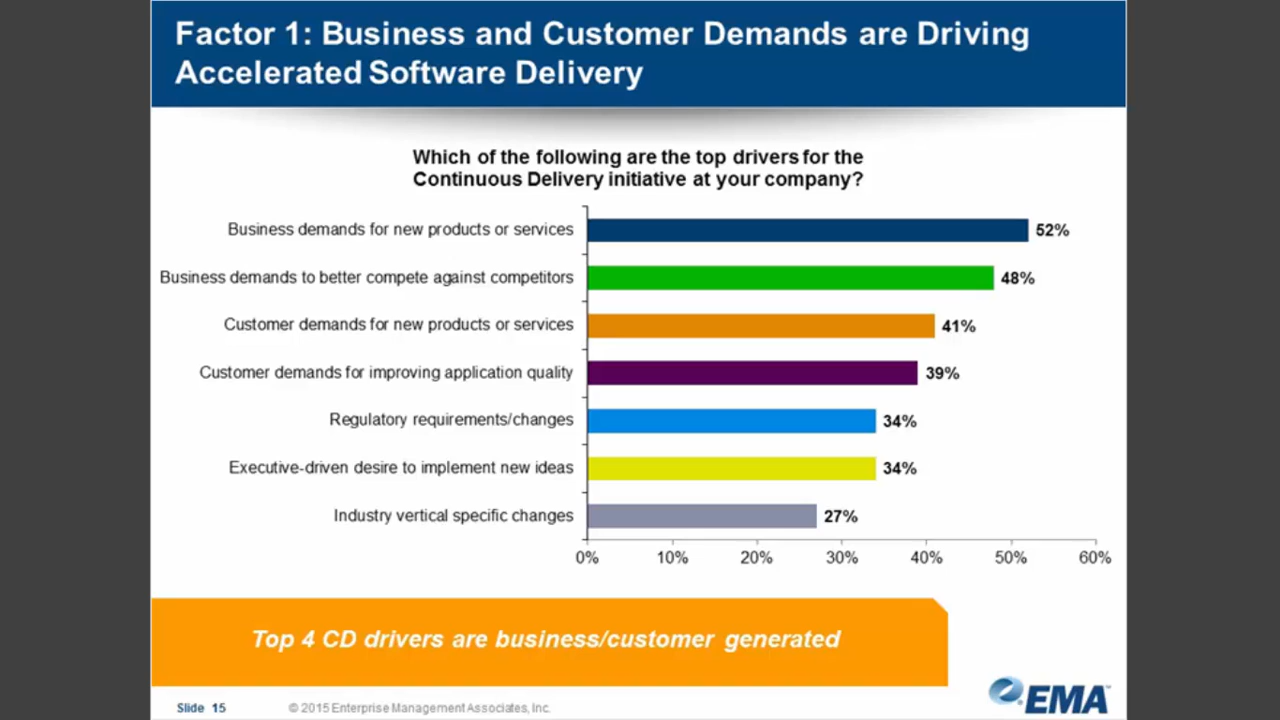 Factor 1: Business and Customer Demands are Driving
Accelerated Software Delivery
Which of the following are the top drivers for the
Continuous Delivery initiative at your company?
Business demands for new products or services 52%
Business demands to better compete against competitors 48%
Customer demands for new products or services 41%
Customer demands for improving application quality 39%
Regulatory requirements/changes 34%
Executive-driven desire to implement new ideas 34%
Industry vertical specific changes 27%
0% 10% 20% 30% 40% 50% 60%
Top 4 CD drivers are business/customer generated
Slide 15 © 2015 Enterprise Management Associates, Inc.
EMA™